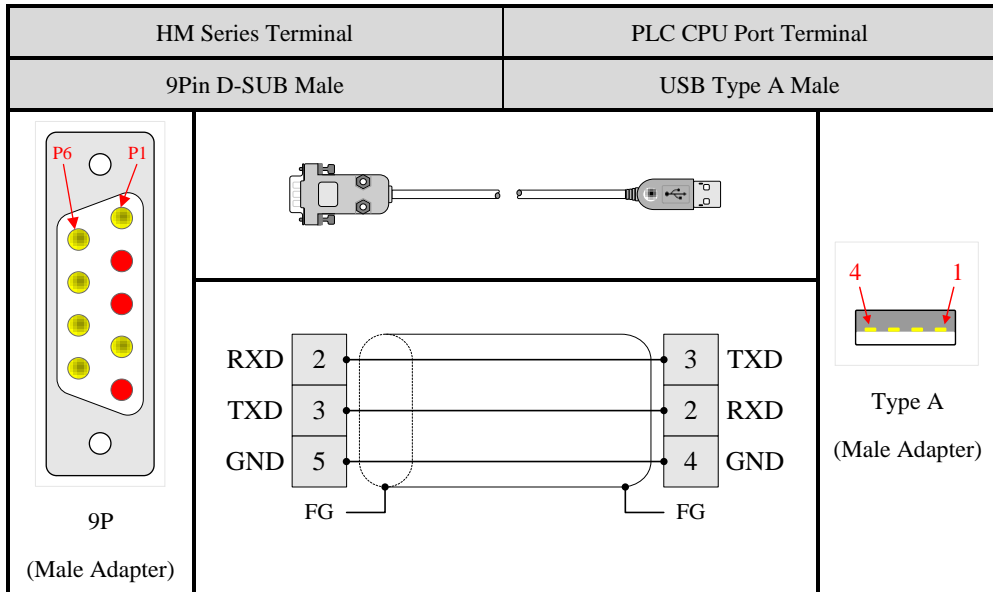 HM Series Terminal
PLC CPU Port Terminal
9Pin D-SUB Male
USB Type A Male
P6 P1
RXD 2 3 TXD
TXD 3 2 RXD
GND 5 4 GND
FG FG
9P
(Male Adapter)
4 1
Type A
(Male Adapter)